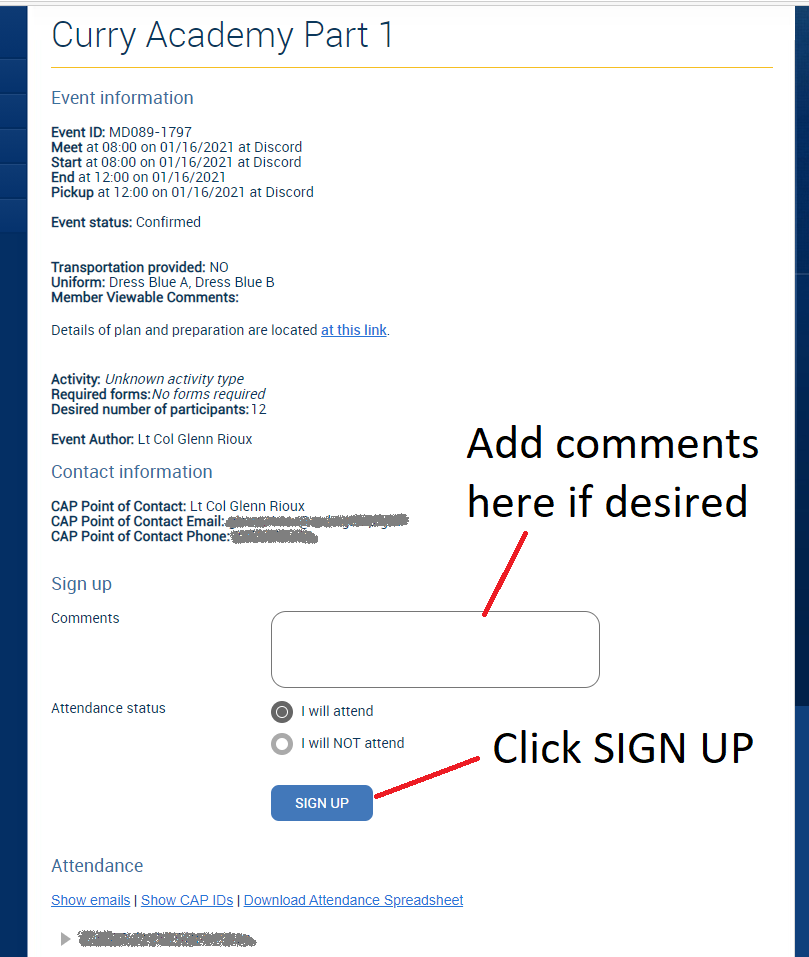 Curry Academy Part 1
Event information
Event ID: MD089-1797
Meet at 08:00 on 01/16/2021 at Discord
Start at 08:00 on 01/16/2021 at Discord
End at 12:00 on 01/16/2021
Pickup at 12:00 on 01/16/2021 at Discord
Event status: Confirmed
Transportation provided: NO
Uniform: Dress Blue A, Dress Blue B
Member Viewable Comments:
Details of plan and preparation are located at this link.
Activity: Unknown activity type
Required forms:No forms required
Desired number of participants:12
Event Author: Lt Col Glenn Rioux
Contact information
CAP Point of Contact: Lt Col Glenn Rioux
CAP Point of Contact Email:
CAP Point of Contact Phone:
Add comments
here if desired
Sign up
Comments
Attendance status
I will attend
I will NOT attend
Click SIGN UP
SIGN UP
Attendance
Show emails | Show CAP IDs | Download Attendance Spreadsheet